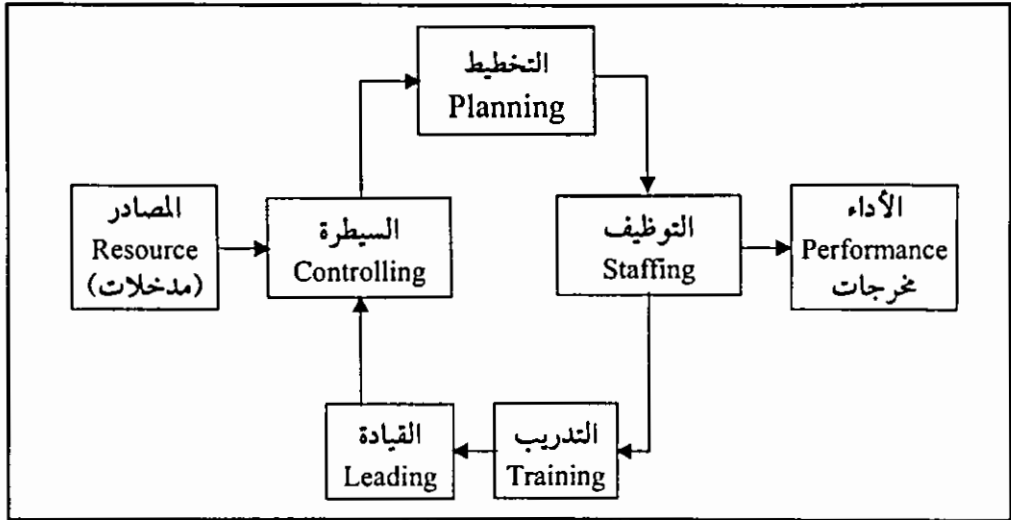 التخطيط
Planning
المصادر
Resource
(مدخلات)
السيطرة
Controlling
التوظيف
Staffing
الأداء
Performance
مخرجات
القيادة
Leading
التدريب
Training